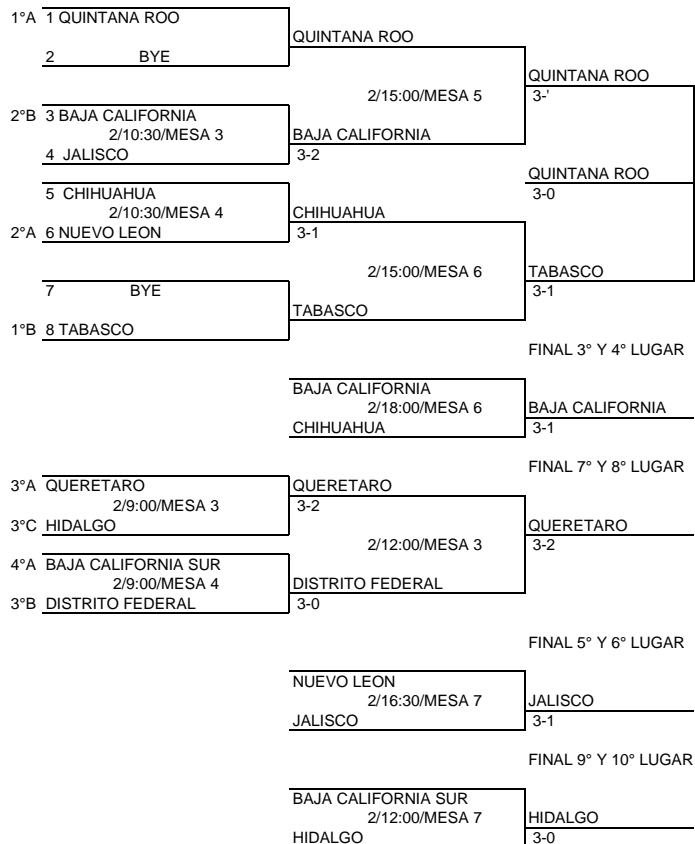 1°A 1 QUINTANA ROO
QUINTANA ROO
2 BYE
QUINTANA ROO
2/15:00/MESA 5 3-'
2°B 3 BAJA CALIFORNIA
2/10:30/MESA 3 BAJA CALIFORNIA
4 JALISCO 3-2
QUINTANA ROO
5 CHIHUAHUA 3-0
2/10:30/MESA 4 CHIHUAHUA
2°A 6 NUEVO LEON 3-1
2/15:00/MESA 6 TABASCO
7 BYE 3-1
TABASCO
1°B 8 TABASCO
FINAL 3° Y 4° LUGAR
BAJA CALIFORNIA
2/18:00/MESA 6 BAJA CALIFORNIA
CHIHUAHUA 3-1
FINAL 7° Y 8° LUGAR
3°A QUERETARO QUERETARO
2/9:00/MESA 3 3-2
3°C HIDALGO QUERETARO
2/12:00/MESA 3 3-2
4°A BAJA CALIFORNIA SUR
2/9:00/MESA 4 DISTRITO FEDERAL
3°B DISTRITO FEDERAL 3-0
FINAL 5° Y 6° LUGAR
NUEVO LEON
2/16:30/MESA 7 JALISCO
JALISCO 3-1
FINAL 9° Y 10° LUGAR
BAJA CALIFORNIA SUR
2/12:00/MESA 7 HIDALGO
HIDALGO 3-0